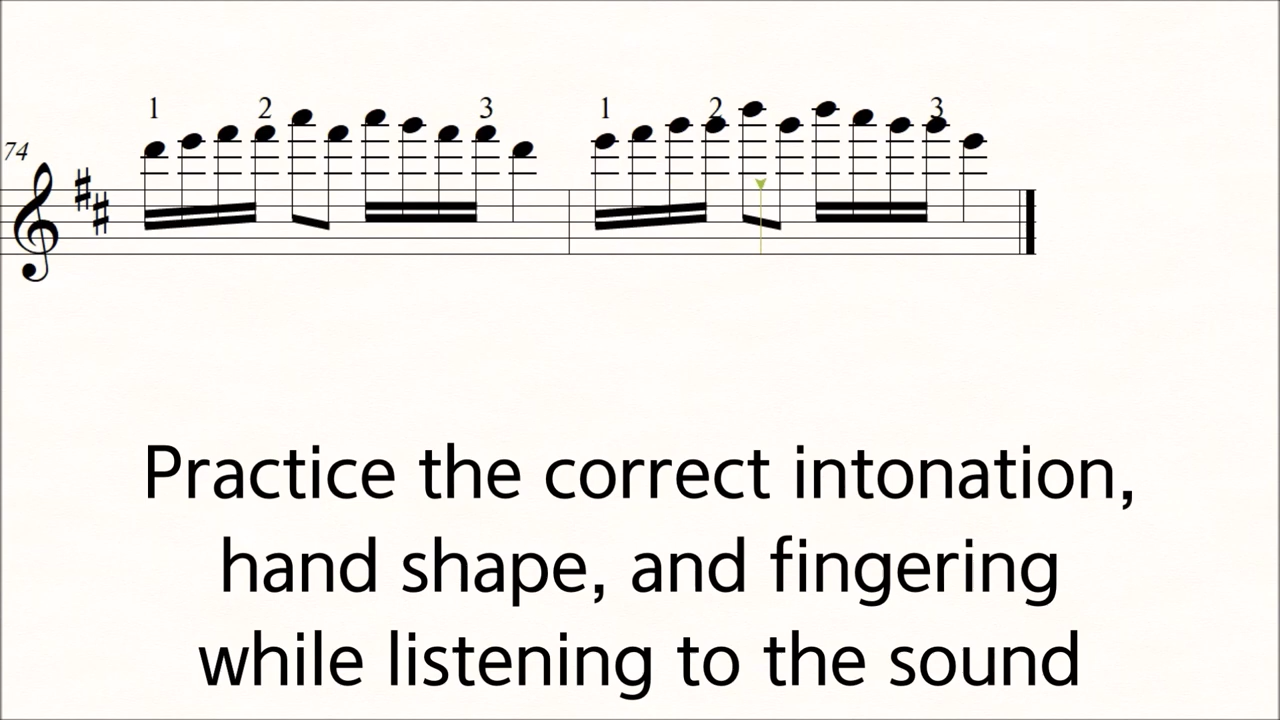 1 2 3 1 2 3
74
Practice the correct intonation,
hand shape, and fingering
while listening to the sound